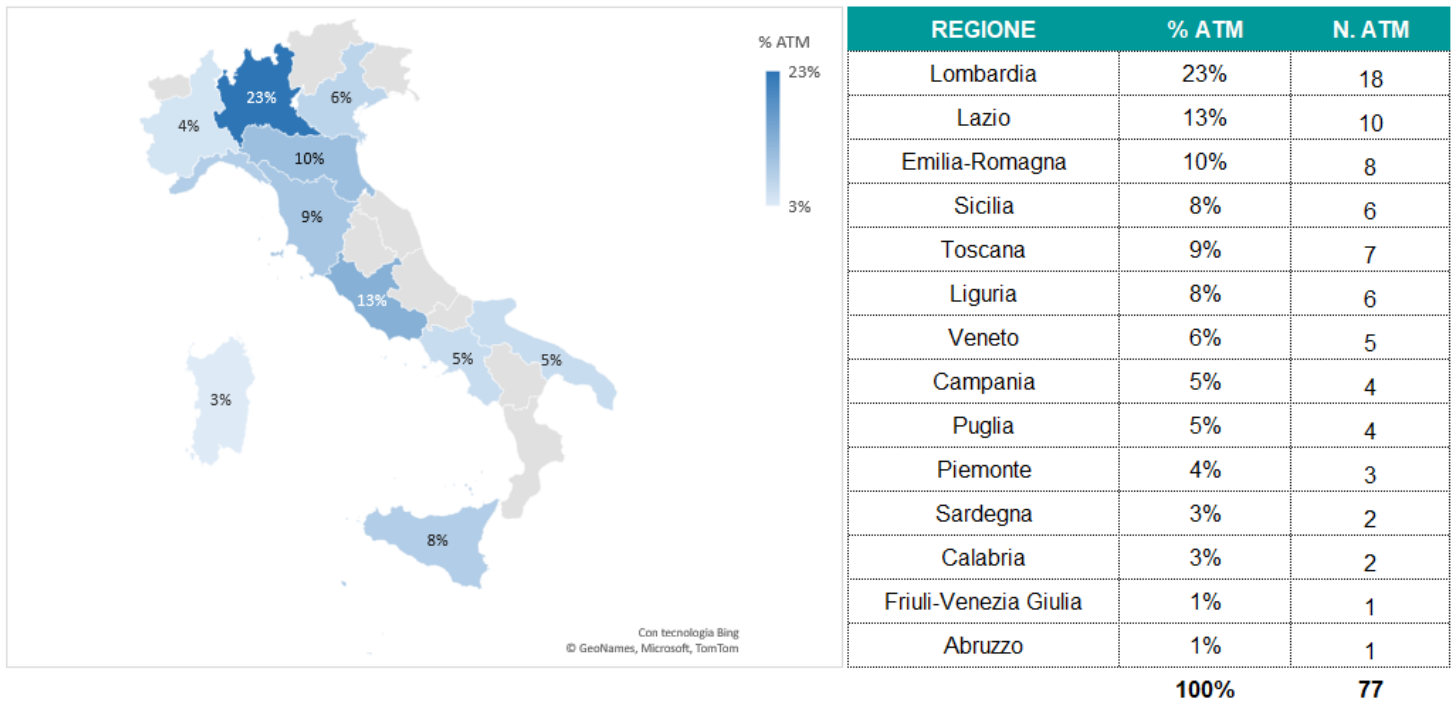 % ATM
23%
3%
23%
6%
4%
10%
9%
13%
5%
5%
3%
8%
Con tecnologia Bing
© GeoNames, Microsoft, TomTom
REGIONE % ATM N. ATM
Lombardia 23% 18
Lazio 13% 10
Emilia-Romagna 10% 8
Sicilia 8% 6
Toscana 9% 7
Liguria 8% 6
Veneto 6% 5
Campania 5% 4
Puglia 5% 4
Piemonte 4% 3
Sardegna 3% 2
Calabria 3% 2
Friuli-Venezia Giulia 1% 1
Abruzzo 1% 1
100% 77